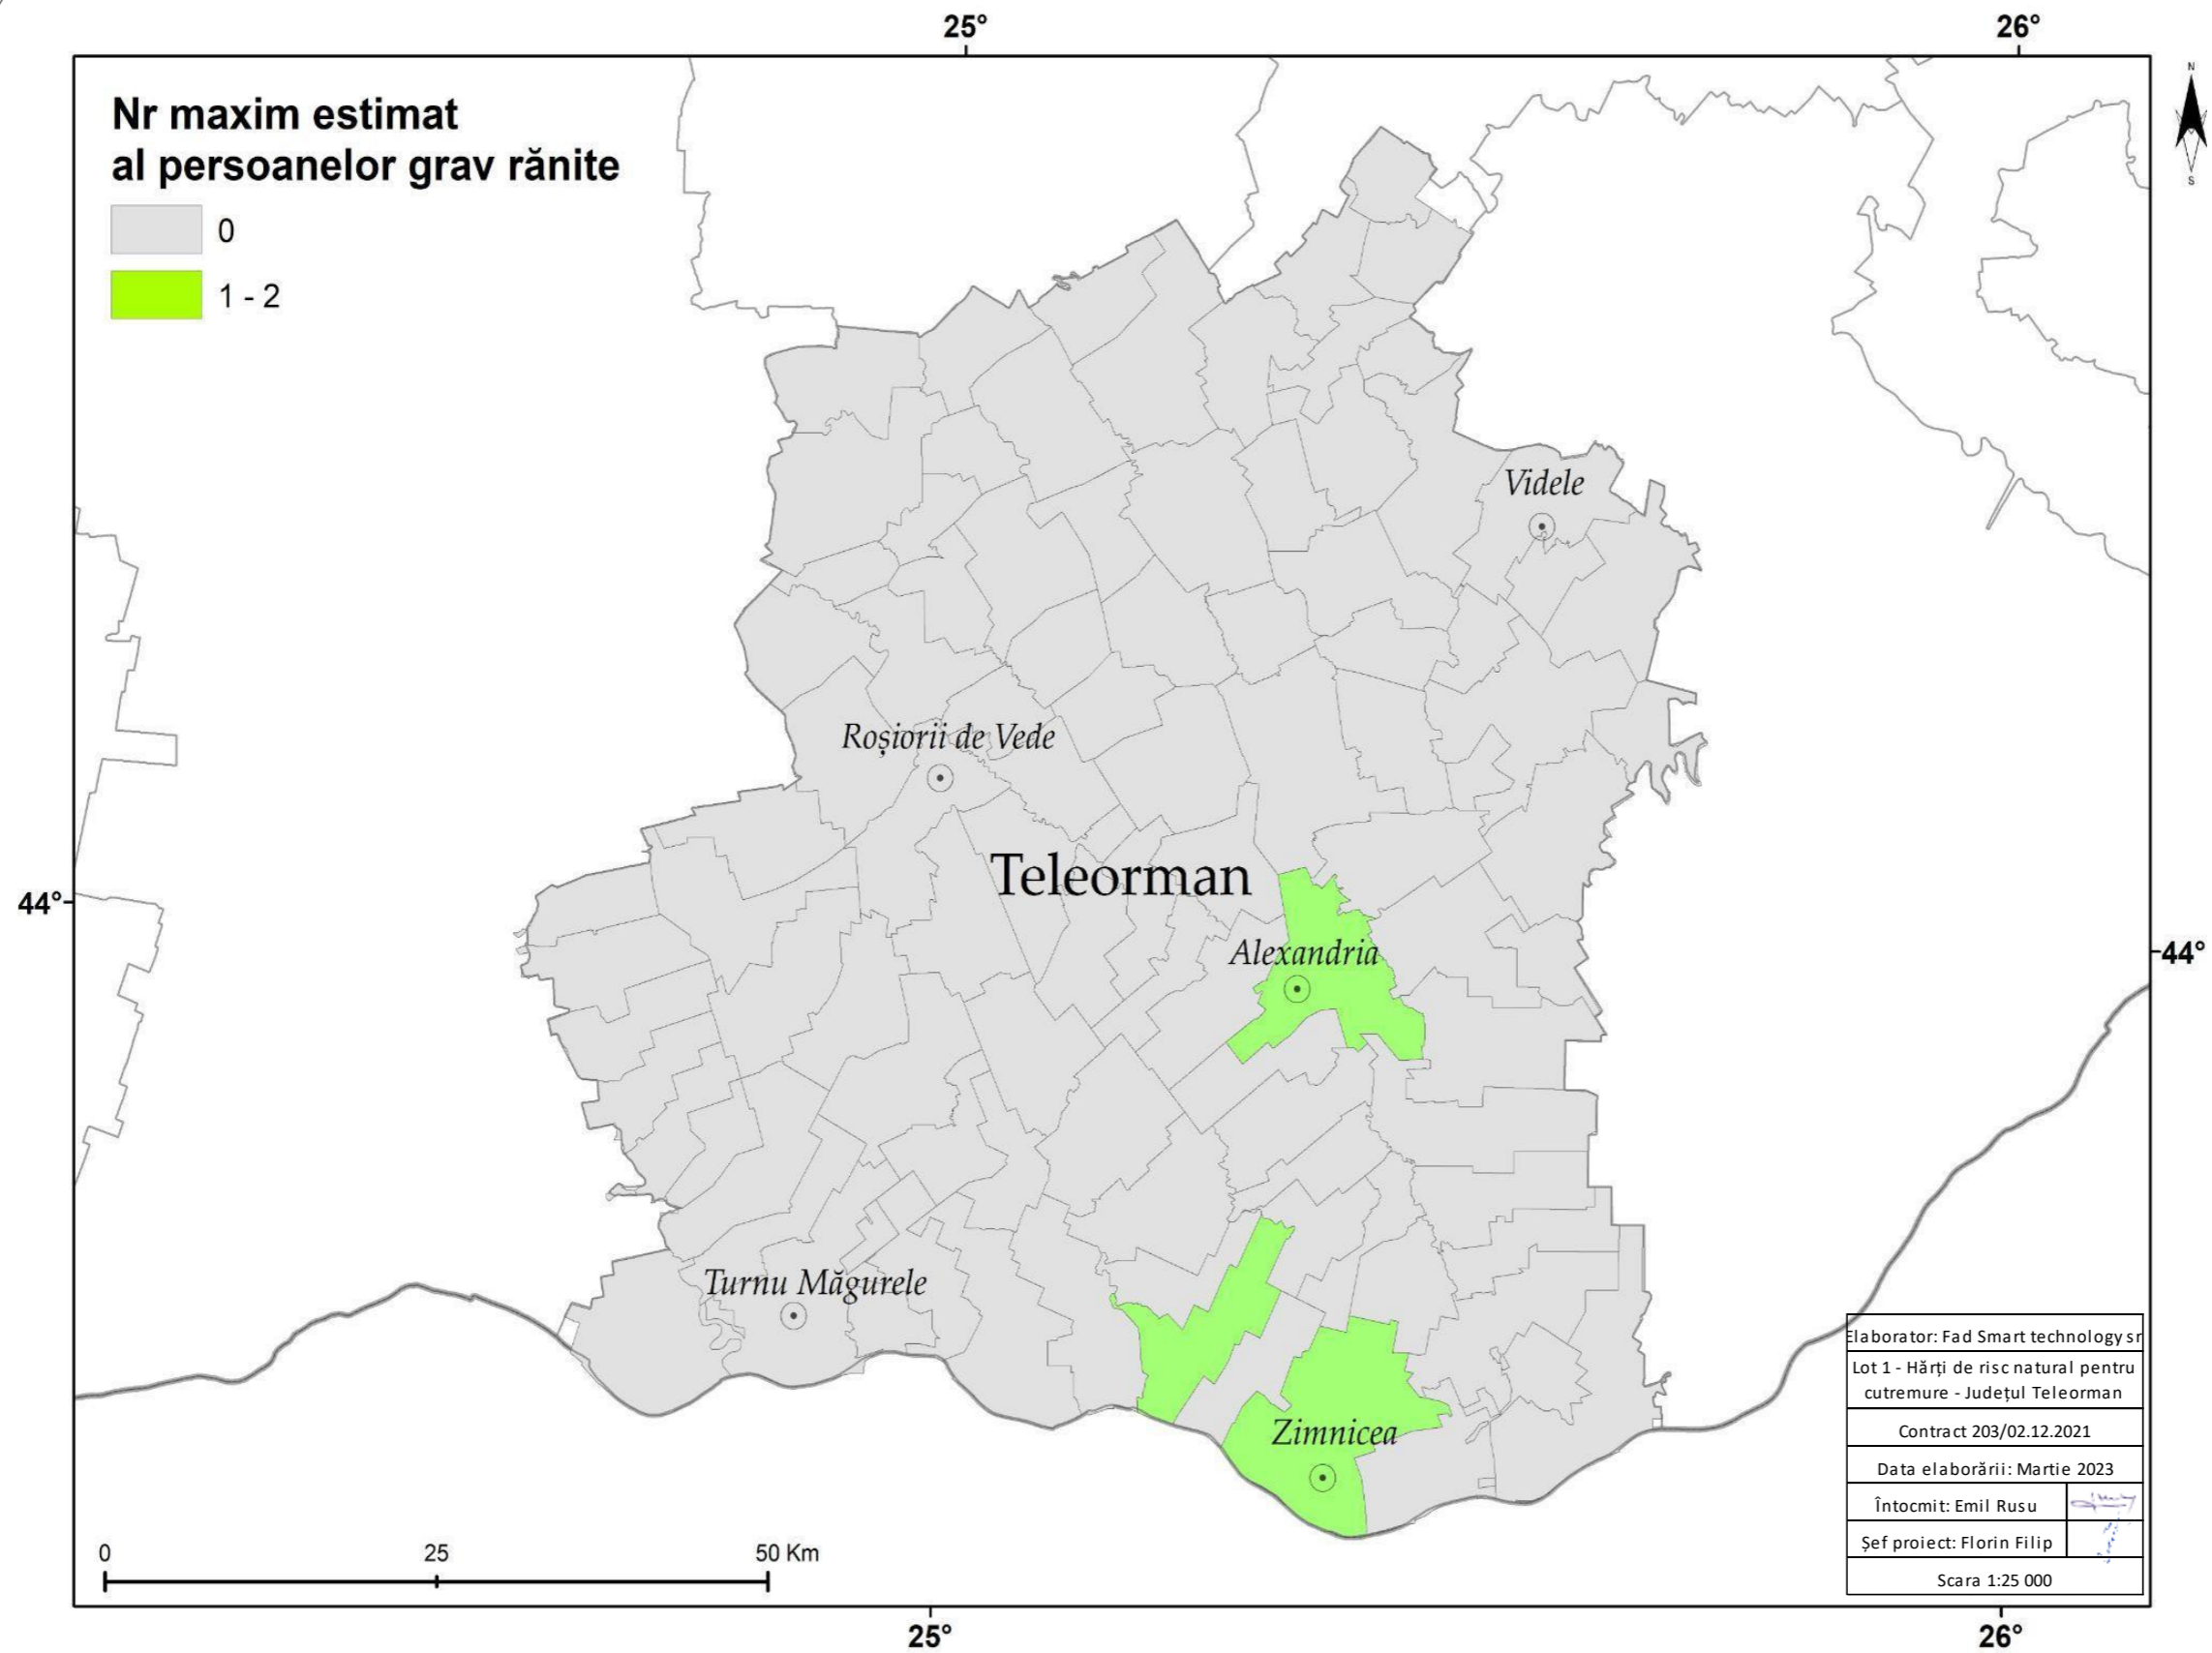 25°
26°
N
S
Nr maxim estimat
al persoanelor grav rănite
0
1 - 2
Videle
Roșiorii de Vede
Teleorman
44°
Alexandria
44°
Turnu Măgurele
Zimnicea
Elaborator: Fad Smart technology sr
Lot 1 - Hărți de risc natural pentru
cutremure - Județul Teleorman
Contract 203/02.12.2021
Data elaborării: Martie 2023
Întocmit: Emil Rusu
Șef proiect: Florin Filip
Scara 1:25 000
0
25
50 Km
25°
26°